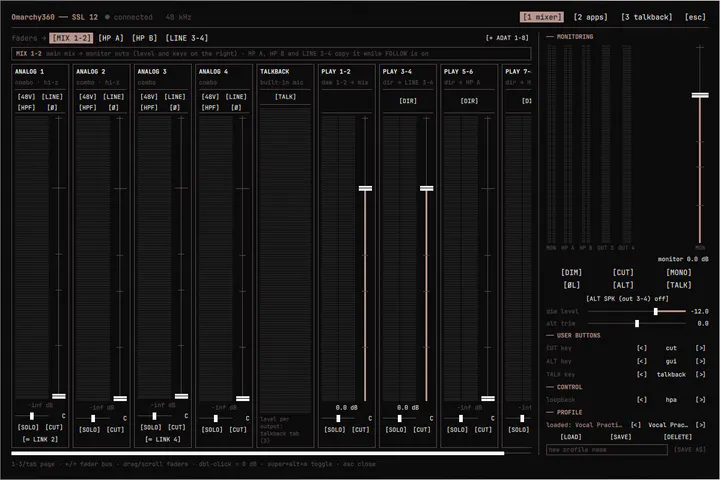 Omarchy360 — SSL 12 ● connected 48 kHz
[1 mixer] [2 apps] [3 talkback] [esc]
faders → [MIX 1-2] [HP A] [HP B] [LINE 3-4] [+ ADAT 1-8]
MIX 1-2 main mix → monitor outs (level and keys on the right) · HP A, HP B and LINE 3-4 copy it while FOLLOW is on
ANALOG 1 ANALOG 2 ANALOG 3 ANALOG 4 TALKBACK PLAY 1-2 PLAY 3-4 PLAY 5-6 PLAY 7-
combo · hi-z combo · hi-z combo combo built-in mic daw 1-2 → mix dir → LINE 3-4 dir → HP A
[48V] [LINE] [48V] [LINE] [48V] [LINE] [48V] [LINE] [TALK] [DIR] [DIR] [DI
[HPF] [Ø] [HPF] [Ø] [HPF] [Ø] [HPF] [Ø]
-inf dB -inf dB -inf dB -inf dB 0.0 dB 0.0 dB -inf dB
C C C C C C C
level per
output:
talkback tab
(3)
[SOLO] [CUT] [SOLO] [CUT] [SOLO] [CUT] [SOLO] [CUT] [SOLO] [CUT] [SOLO] [CUT] [SOLO] [CUT] [SOLO]
[= LINK 2] [= LINK 4]
— MONITORING
MON HP A HP B OUT 3 OUT 4 MON
monitor 0.0 dB
[DIM] [CUT] [MONO]
[ØL] [ALT] [TALK]
[ALT SPK (out 3-4) off]
dim level -12.0
alt trim 0.0
— USER BUTTONS
CUT key [<] cut [>]
ALT key [<] gui [>]
TALK key [<] talkback [>]
— CONTROL
loopback [<] hpa [>]
— PROFILE
loaded: Vocal Practi… [<] Vocal Prac… [>]
[LOAD] [SAVE] [DELETE]
new profile name [SAVE AS]
1-3/tab page · +/= fader bus · drag/scroll faders · dbl-click = 0 dB · super+alt+m toggle · esc close